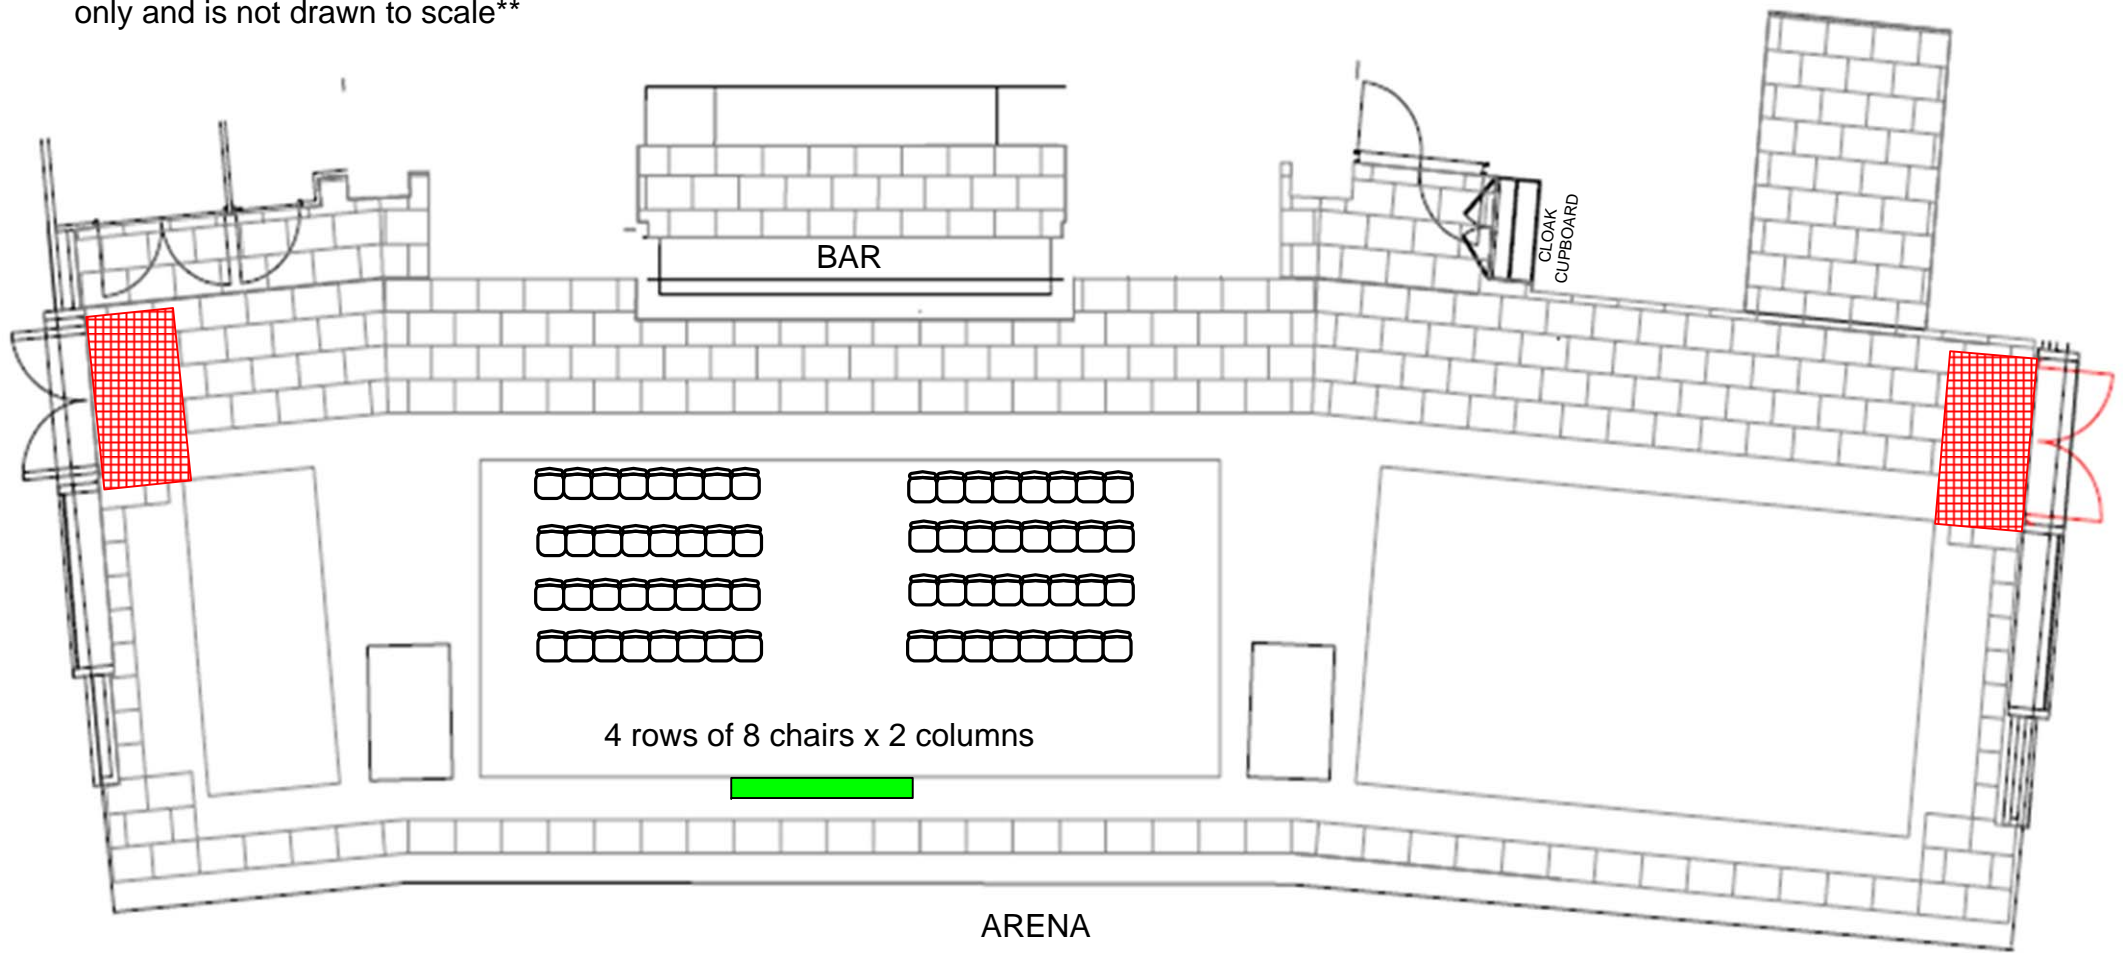 only and is not drawn to scale**
BAR
CLOAK
CUPBOARD
4 rows of 8 chairs x 2 columns
ARENA